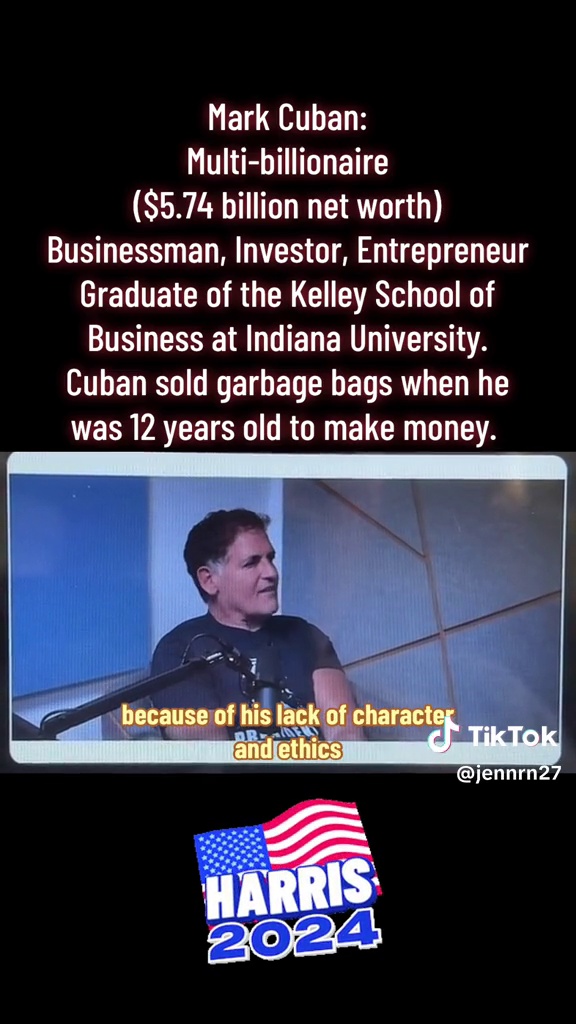 Mark Cuban:
Multi-billionaire
($5.74 billion net worth)
Businessman, Investor, Entrepreneur
Graduate of the Kelley School of
Business at Indiana University.
Cuban sold garbage bags when he
was 12 years old to make money.
because of his lack of character
and ethics
TikTok
@jennrn27
HARRIS
2024